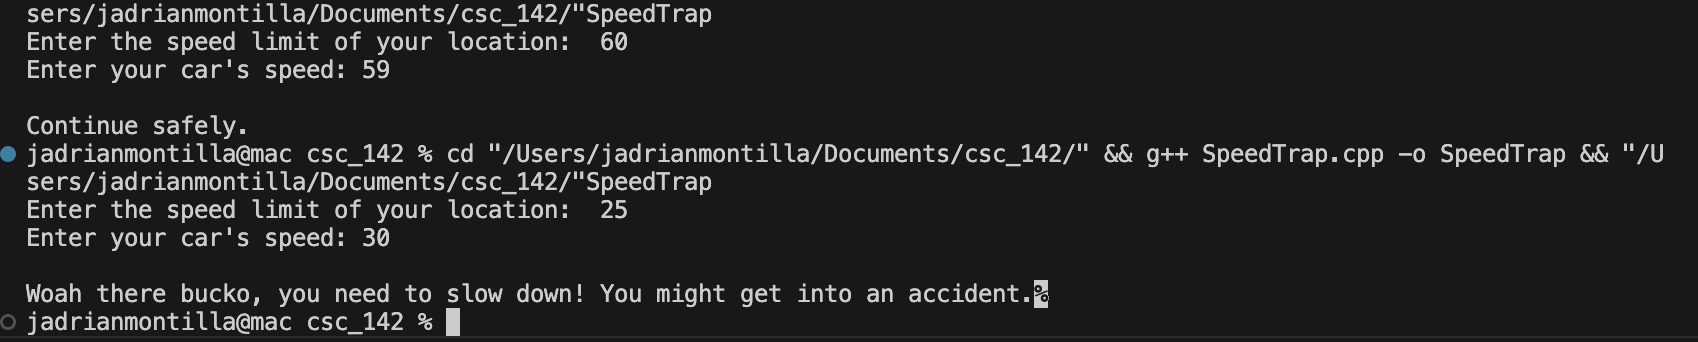 sers/jadrianmontilla/Documents/csc_142/"SpeedTrap
Enter the speed limit of your location:  60
Enter your car's speed: 59
Continue safely.
jadrianmontilla@mac csc_142 % cd "/Users/jadrianmontilla/Documents/csc_142/" && g++ SpeedTrap.cpp -o SpeedTrap && "/U
sers/jadrianmontilla/Documents/csc_142/"SpeedTrap
Enter the speed limit of your location:  25
Enter your car's speed: 30
Woah there bucko, you need to slow down! You might get into an accident.%
jadrianmontilla@mac csc_142 %